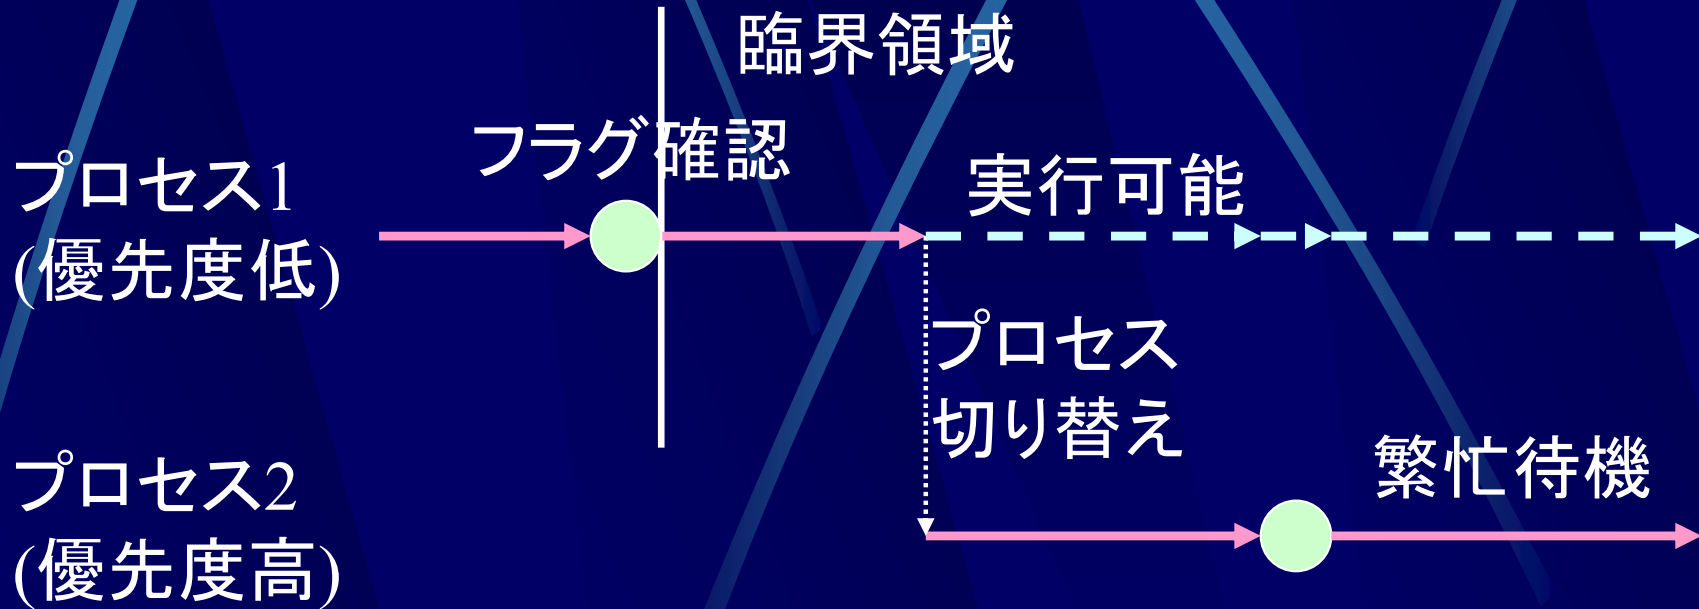 臨界領域
フラグ確認
プロセス1
(優先度低)
実行可能
プロセス
切り替え
繁忙待機
プロセス2
(優先度高)